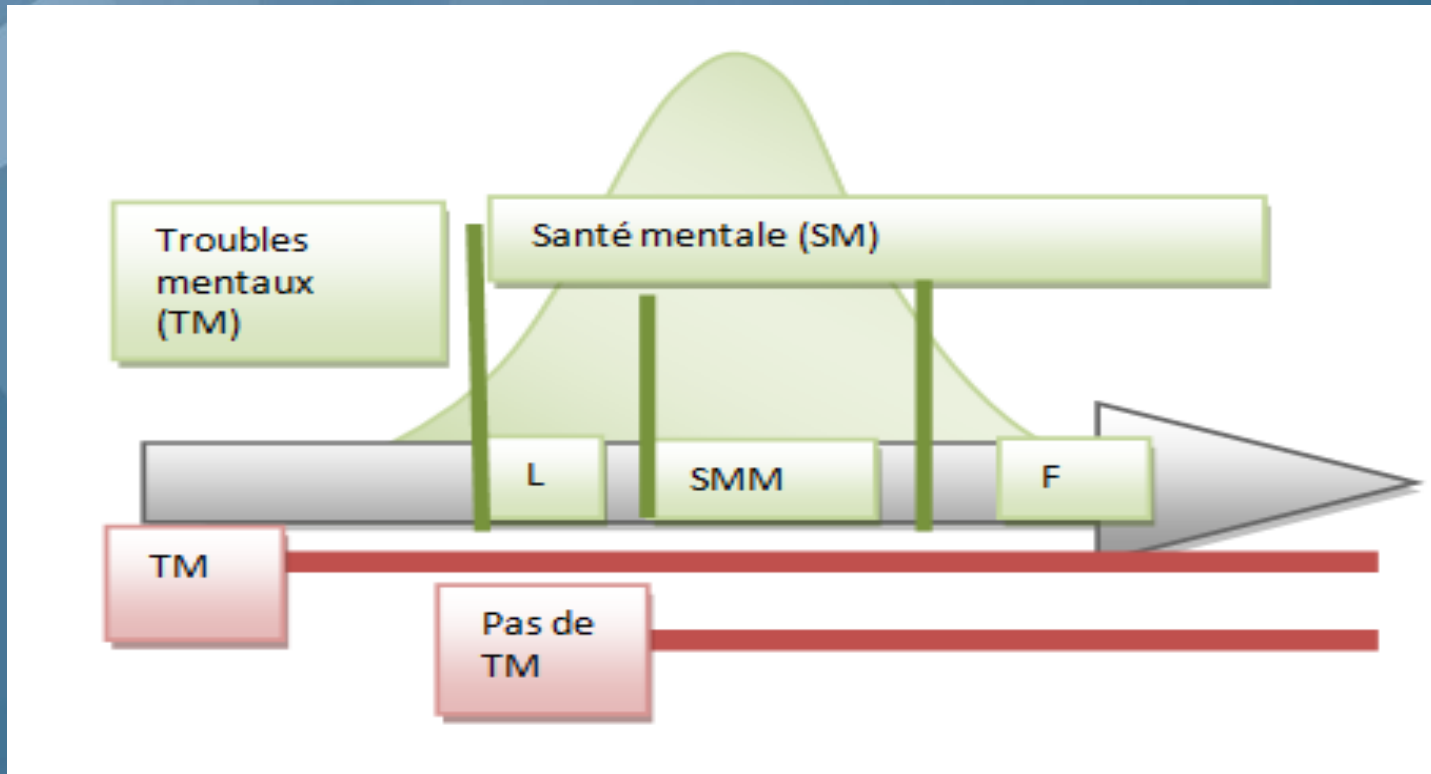 Troubles
mentaux
(TM)
Santé mentale (SM)
L
SMM
F
TM
Pas de
TM